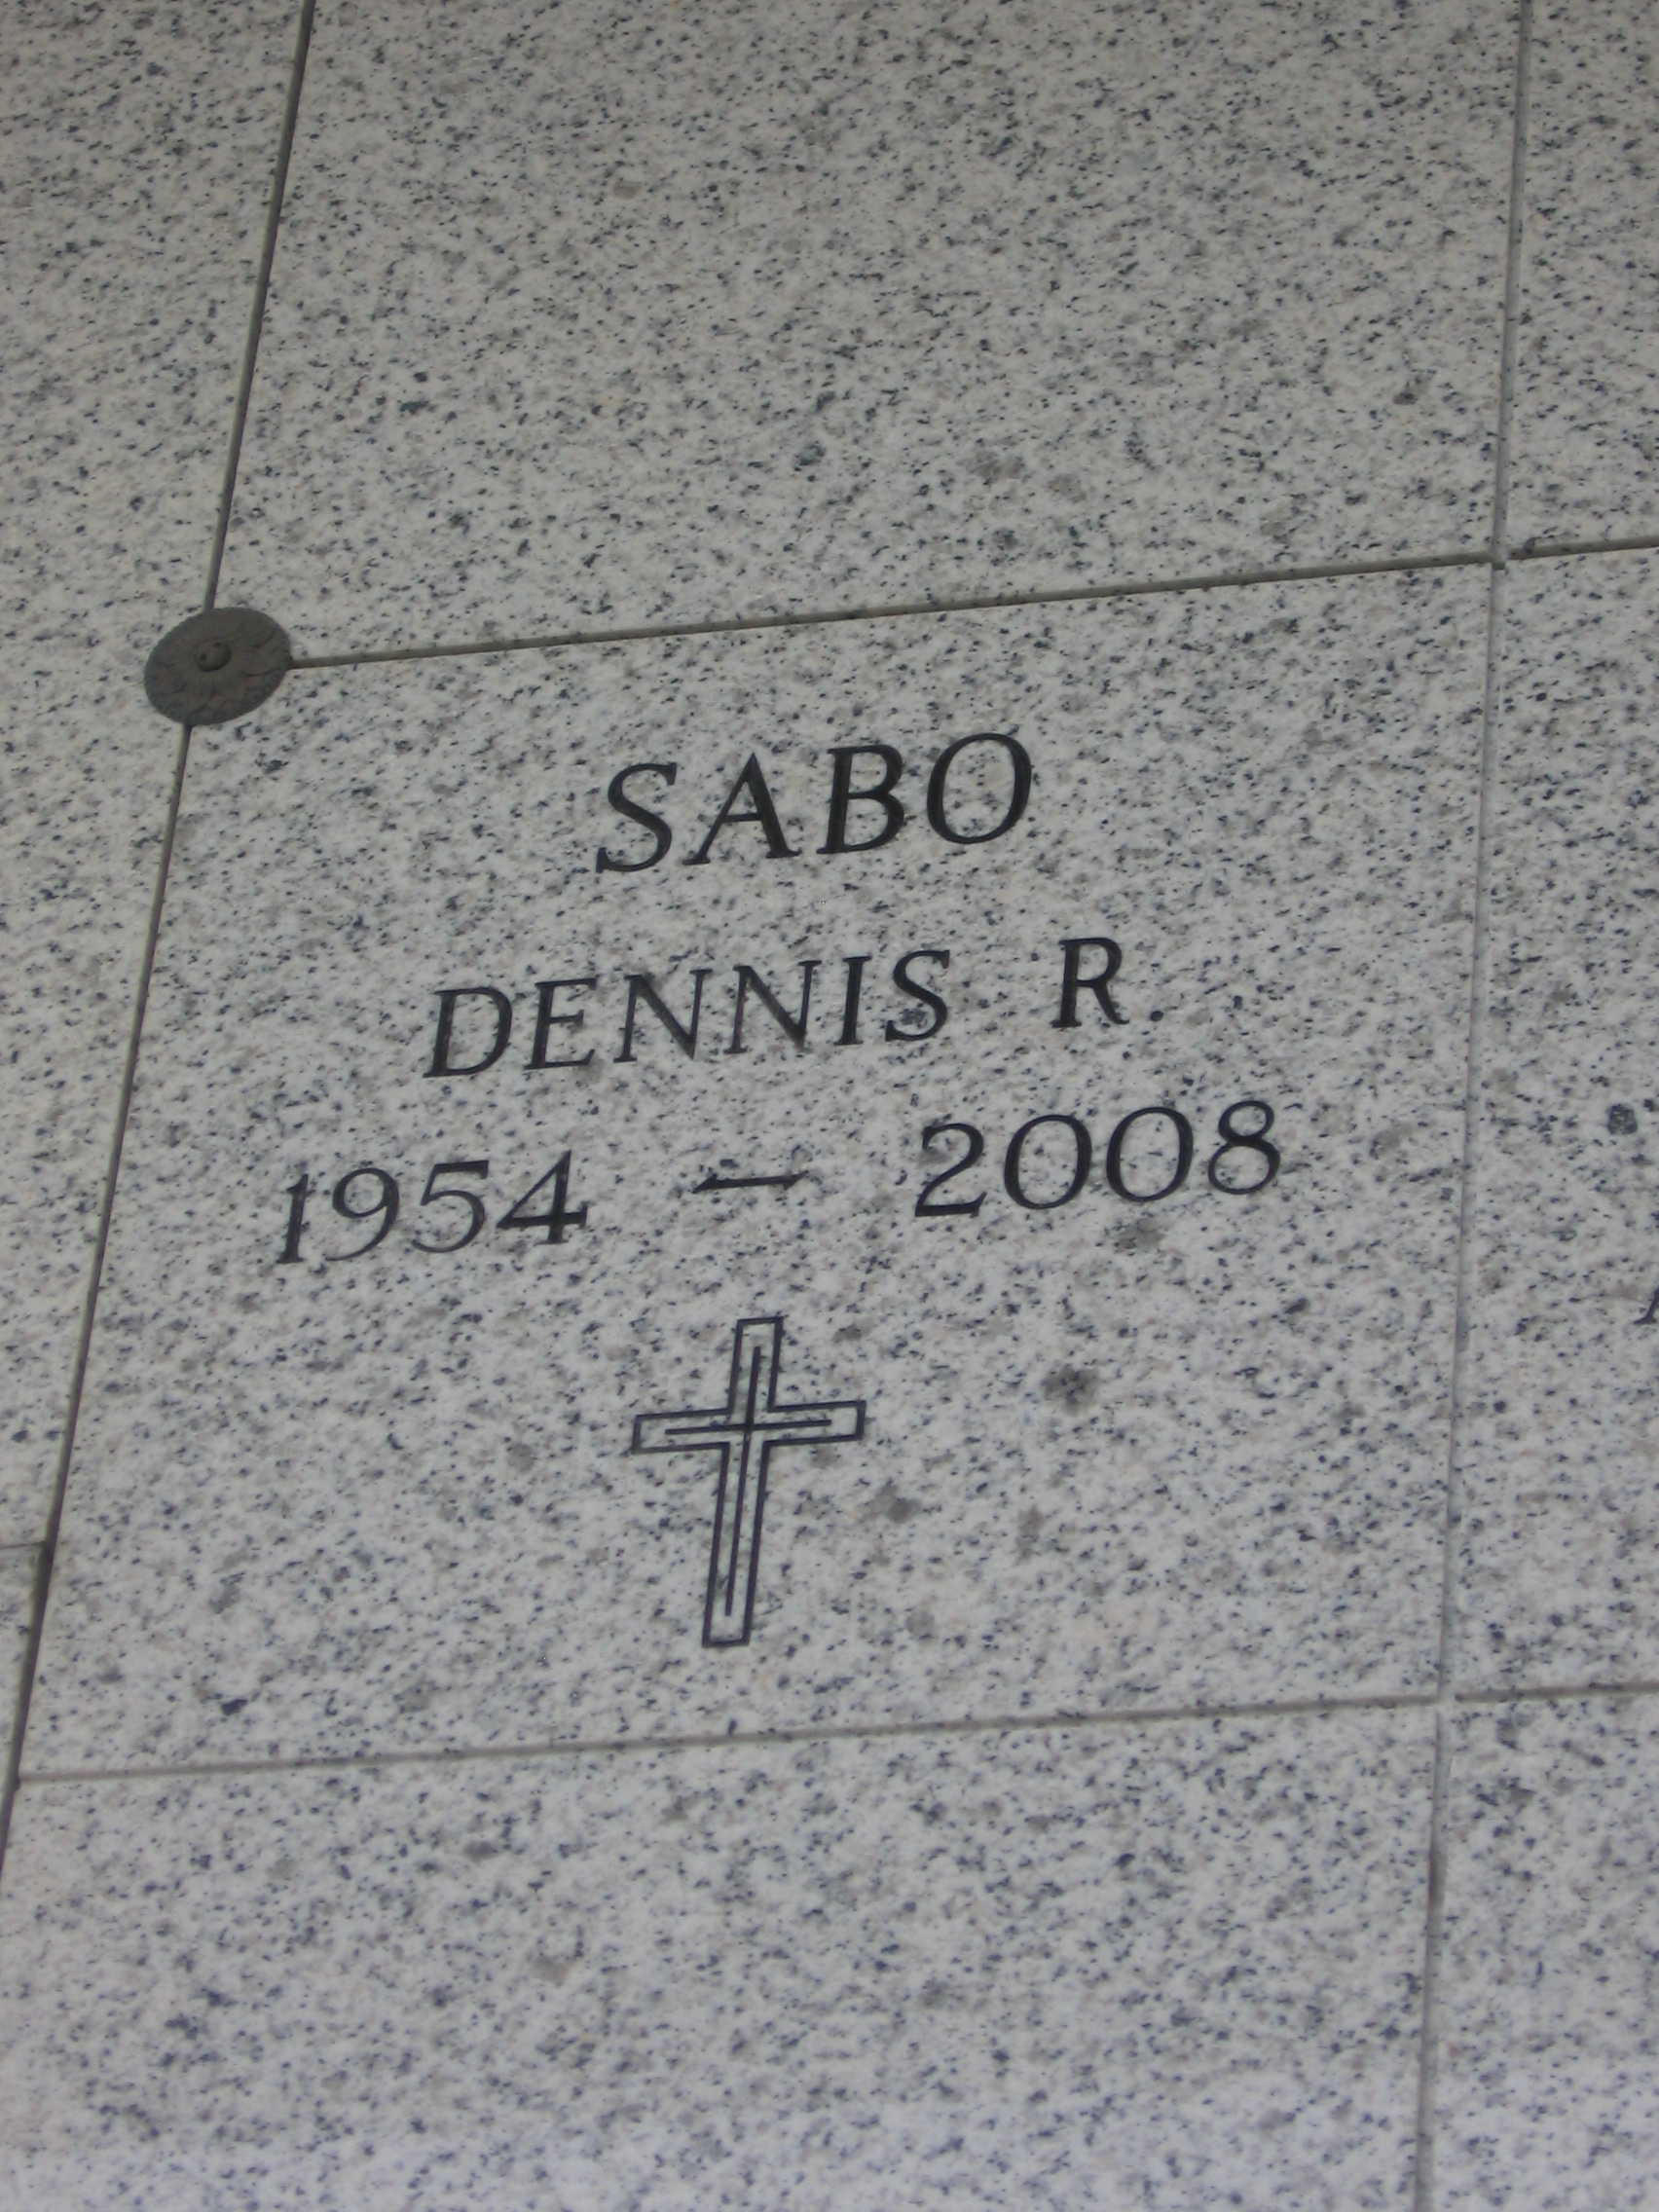 SABO
DENNIS R.
1954 - 2008